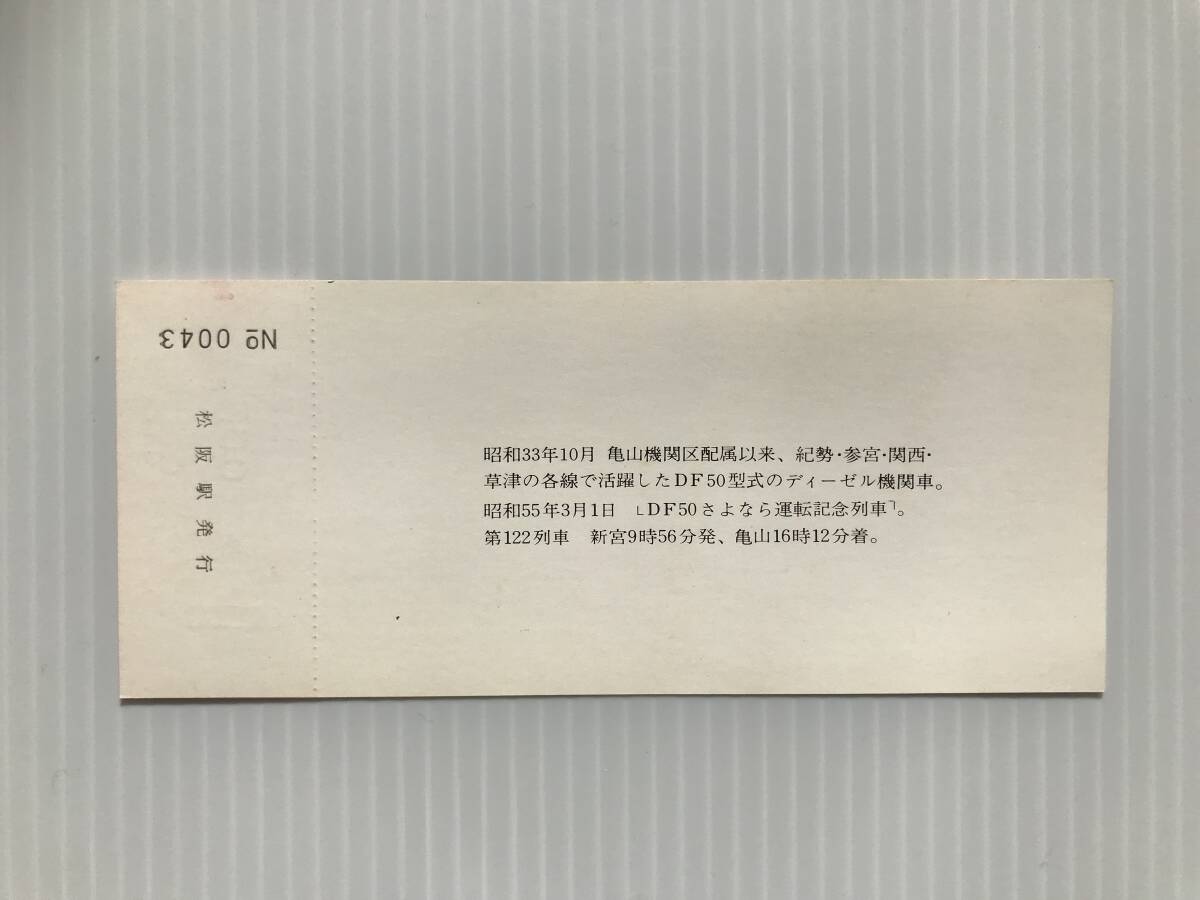 № 0043
松阪駅発行
昭和33年10月 亀山機関区配属以来、紀勢・参宮・関西・
草津の各線で活躍したDF50型式のディーゼル機関車。
昭和55年3月1日 ﹂DF50さよなら運転記念列車﹁。
第122列車 新宮9時56分発、亀山16時12分着。